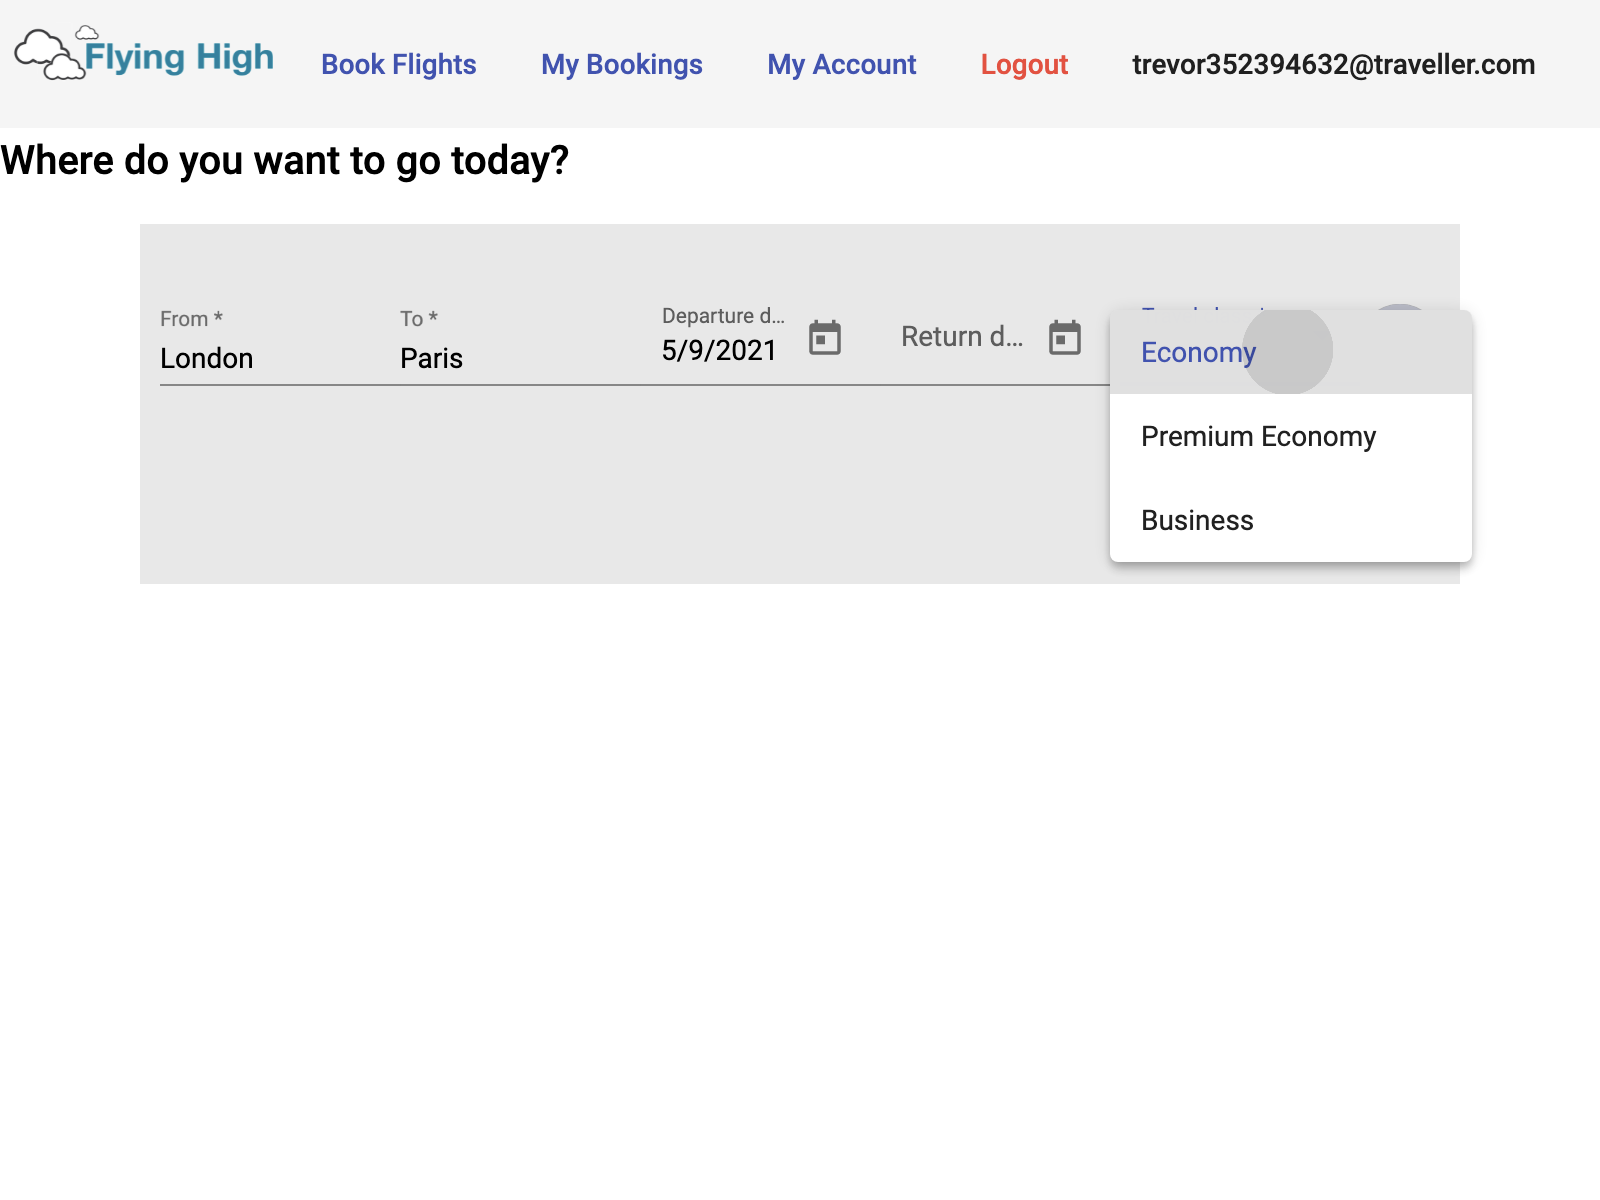 Flying High
Book Flights
My Bookings
My Account
Logout
trevor352394632@traveller.com
Where do you want to go today?
From *
London
To *
Paris
Departure d...
5/9/2021
Return d...
Economy
Premium Economy
Business